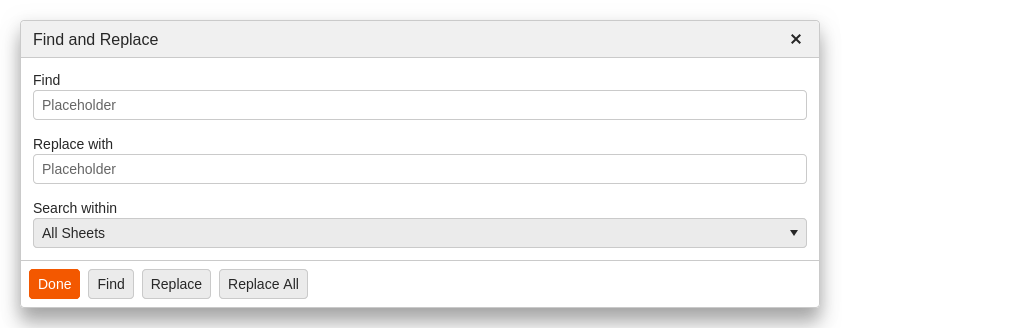 Find and Replace
Find
Placeholder
Replace with
Placeholder
Search within
All Sheets
Done Find Replace Replace All